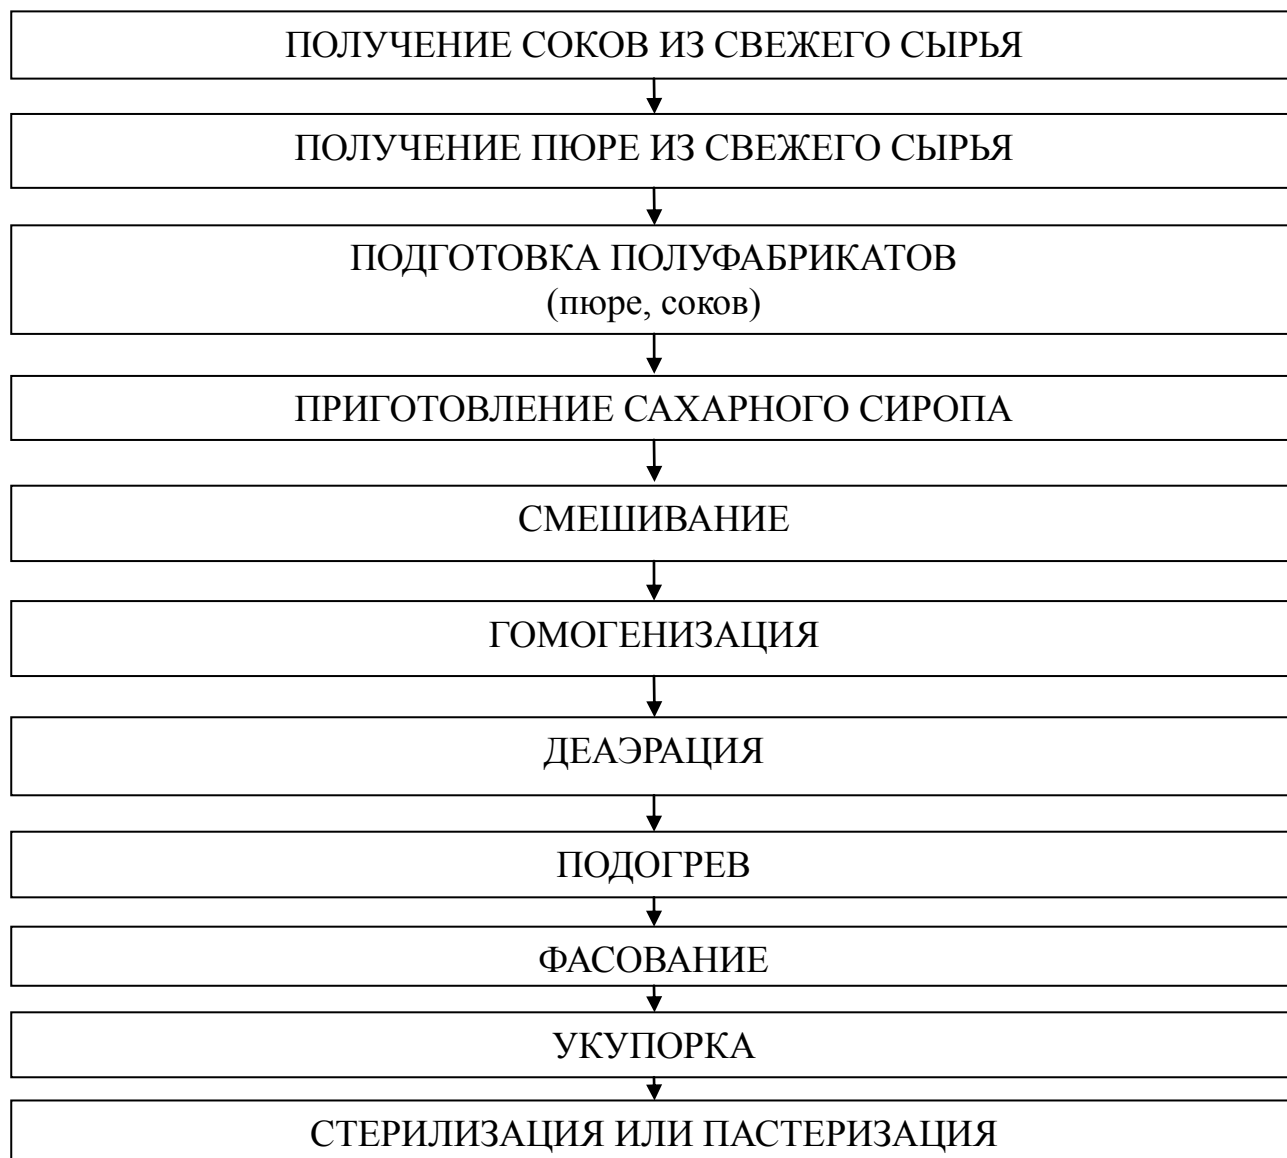 ПОЛУЧЕНИЕ СОКОВ ИЗ СВЕЖЕГО СЫРЬЯ
ПОЛУЧЕНИЕ ПЮРЕ ИЗ СВЕЖЕГО СЫРЬЯ
ПОДГОТОВКА ПОЛУФАБРИКАТОВ
(пюре, соков)
ПРИГОТОВЛЕНИЕ САХАРНОГО СИРОПА
СМЕШИВАНИЕ
ГОМОГЕНИЗАЦИЯ
ДЕАЭРАЦИЯ
ПОДОГРЕВ
ФАСОВАНИЕ
УКУПОРКА
СТЕРИЛИЗАЦИЯ ИЛИ ПАСТЕРИЗАЦИЯ